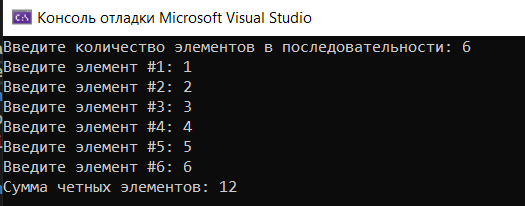 Консоль отладки Microsoft Visual Studio
Введите количество элементов в последовательности: 6
Введите элемент #1: 1
Введите элемент #2: 2
Введите элемент #3: 3
Введите элемент #4: 4
Введите элемент #5: 5
Введите элемент #6: 6
Сумма четных элементов: 12